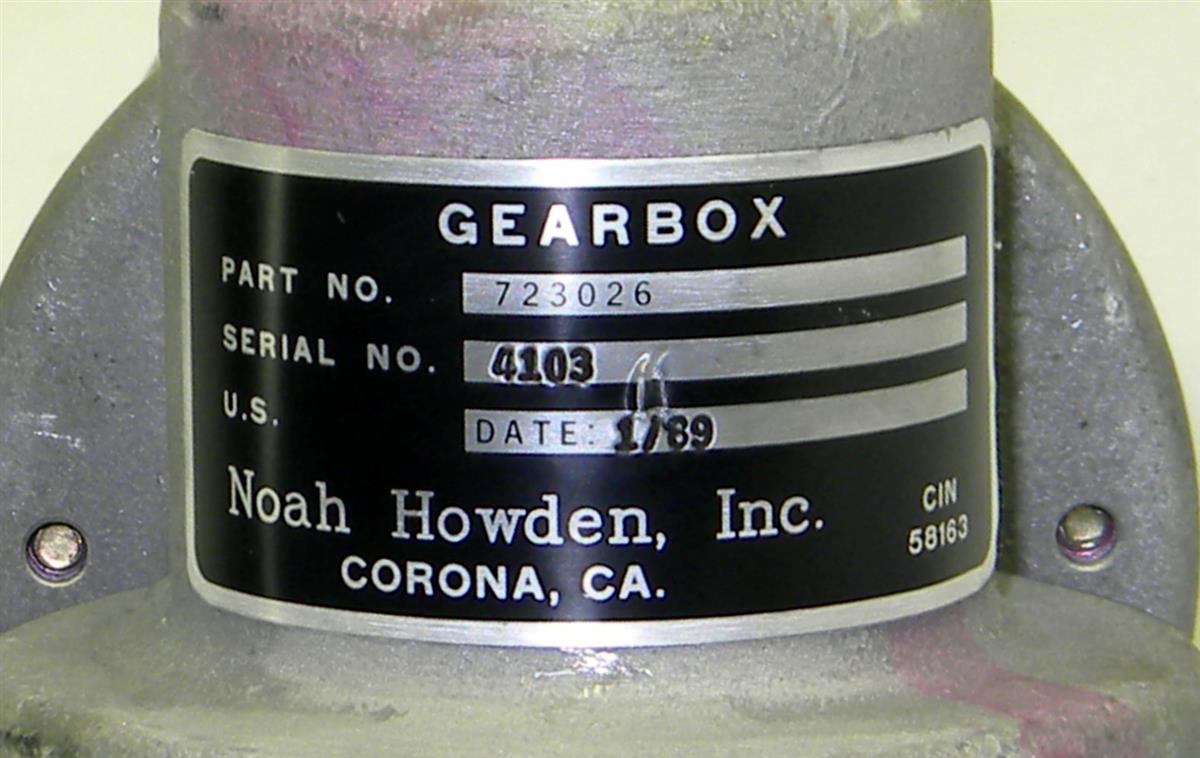 GEARBOX
PART NO. 723026
SERIAL NO. 4103
U.S. DATE: 1/89
Noah Howden, Inc.
CORONA, CA.
CIN
58163